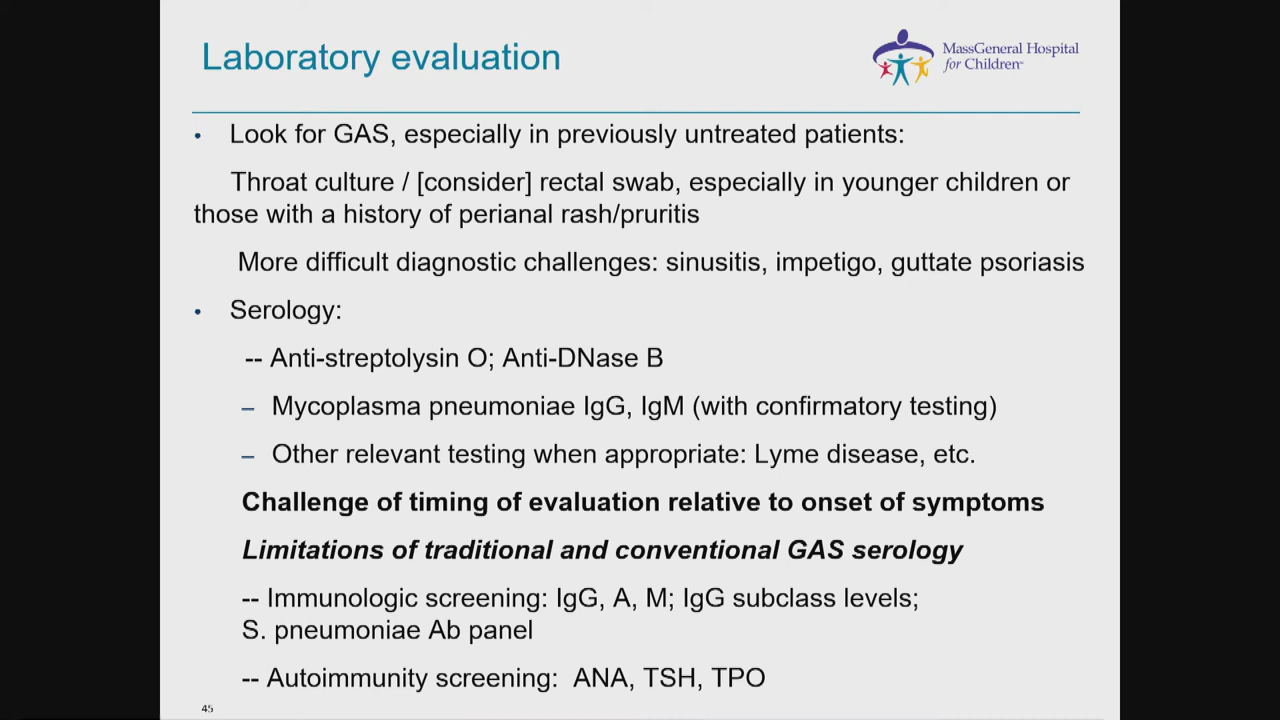 Laboratory evaluation
MassGeneral Hospital
for Children™
• Look for GAS, especially in previously untreated patients:
Throat culture / [consider] rectal swab, especially in younger children or
those with a history of perianal rash/pruritis
More difficult diagnostic challenges: sinusitis, impetigo, guttate psoriasis
• Serology:
-- Anti-streptolysin O; Anti-DNase B
– Mycoplasma pneumoniae IgG, IgM (with confirmatory testing)
– Other relevant testing when appropriate: Lyme disease, etc.
Challenge of timing of evaluation relative to onset of symptoms
Limitations of traditional and conventional GAS serology
-- Immunologic screening: IgG, A, M; IgG subclass levels;
S. pneumoniae Ab panel
-- Autoimmunity screening: ANA, TSH, TPO
45